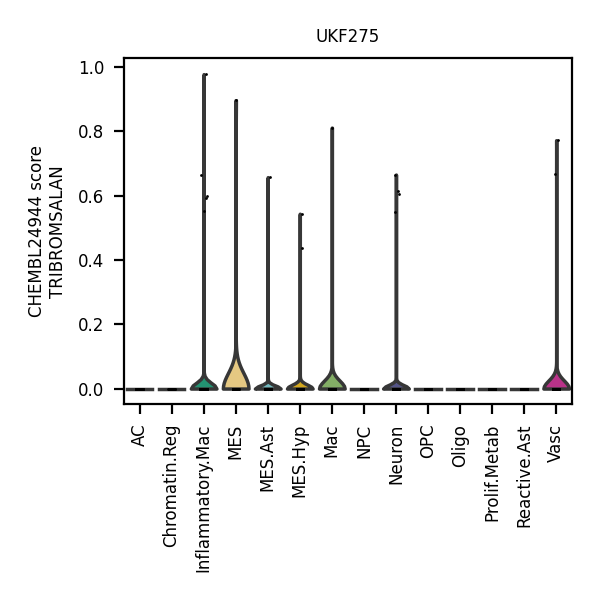 UKF275
CHEMBL24944 score
TRIBROMSALAN
1.0
0.8
0.6
0.4
0.2
0.0
AC
Chromatin.Reg
Inflammatory.Mac
MES
MES.Ast
MES.Hyp
Mac
NPC
Neuron
OPC
Oligo
Prolif.Metab
Reactive.Ast
Vasc